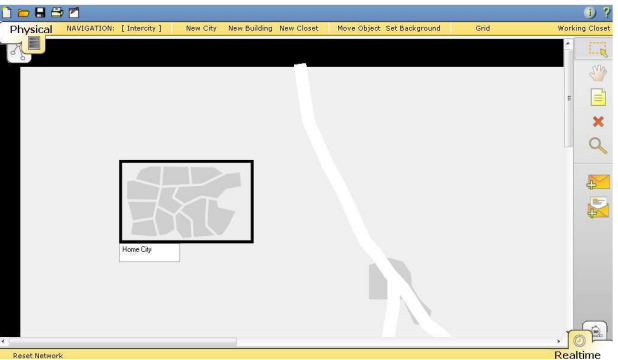 Physical NAVIGATION: [ Intercity ] New City New Building New Closet Move Object Set Background Grid Working Closet
Home City
Reset Network Realtime